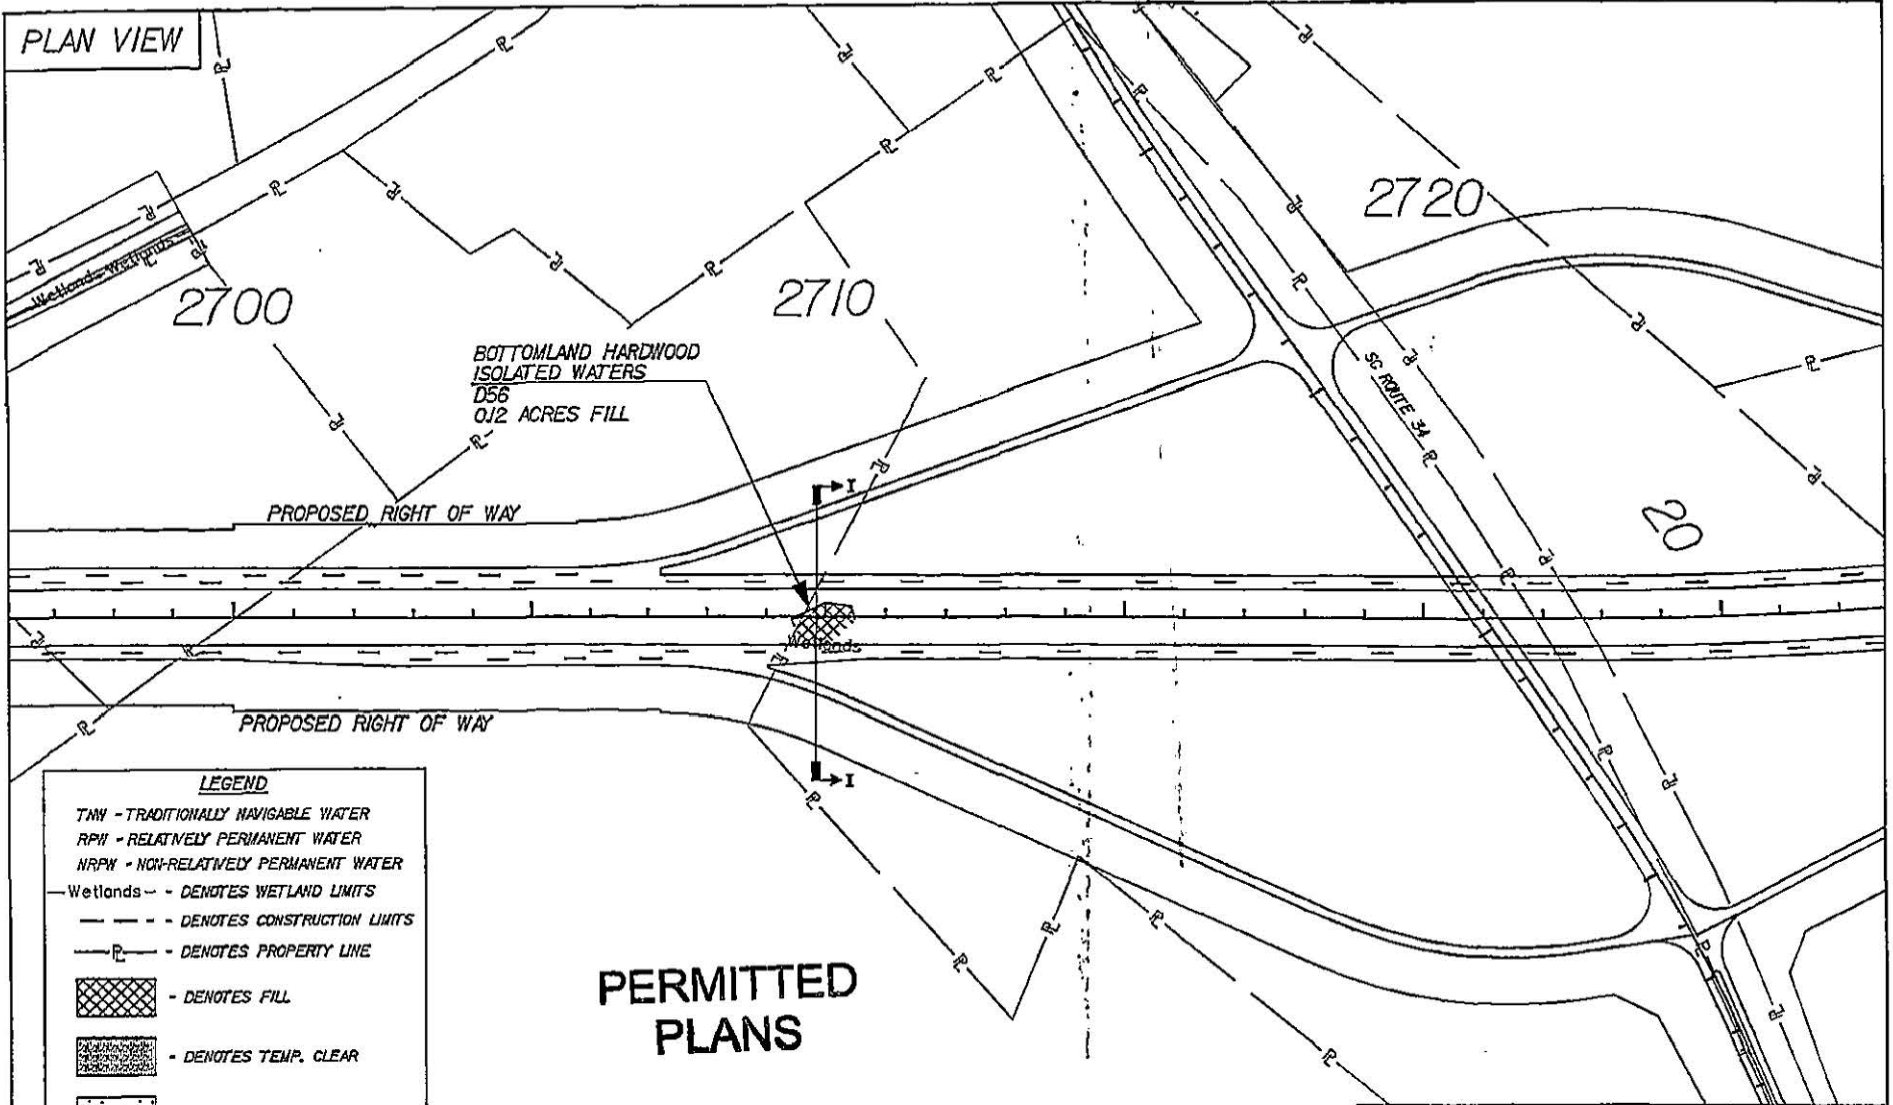 PLAN VIEW
2720
Wetlands-Wetlands-
2700
2710
BOTTOMLAND HARDWOOD
ISOLATED WATERS
D56
0.12 ACRES FILL
SC ROUTE 34
I
20
PROPOSED RIGHT OF WAY
Wetlands
PROPOSED RIGHT OF WAY
I
LEGEND
TNW - TRADITIONALLY NAVIGABLE WATER
RPW - RELATIVELY PERMANENT WATER
NRPW - NON-RELATIVELY PERMANENT WATER
Wetlands - DENOTES WETLAND LIMITS
- DENOTES CONSTRUCTION LIMITS
PL - DENOTES PROPERTY LINE
- DENOTES FILL
- DENOTES TEMP. CLEAR
PERMITTED
PLANS